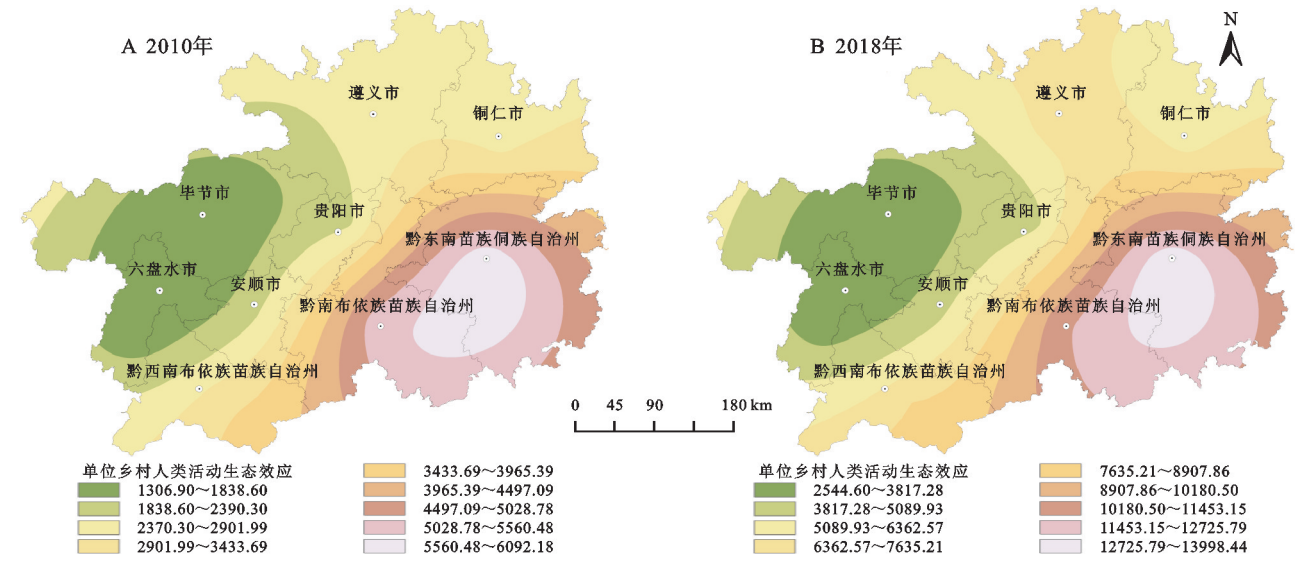 A 2010年
遵义市
铜仁市
毕节市
贵阳市
黔东南苗族侗族自治州
六盘水市
安顺市
黔南布依族苗族自治州
黔西南布依族苗族自治州
单位乡村人类活动生态效应
1306.90～1838.60
1838.60～2390.30
2370.30～2901.99
2901.99～3433.69
3433.69～3965.39
3965.39～4497.09
4497.09～5028.78
5028.78～5560.48
5560.48～6092.18
0 45 90 180 km
B 2018年
N
遵义市
铜仁市
毕节市
贵阳市
黔东南苗族侗族自治州
六盘水市
安顺市
黔南布依族苗族自治州
黔西南布依族苗族自治州
单位乡村人类活动生态效应
2544.60～3817.28
3817.28～5089.93
5089.93～6362.57
6362.57～7635.21
7635.21～8907.86
8907.86～10180.50
10180.50～11453.15
11453.15～12725.79
12725.79～13998.44